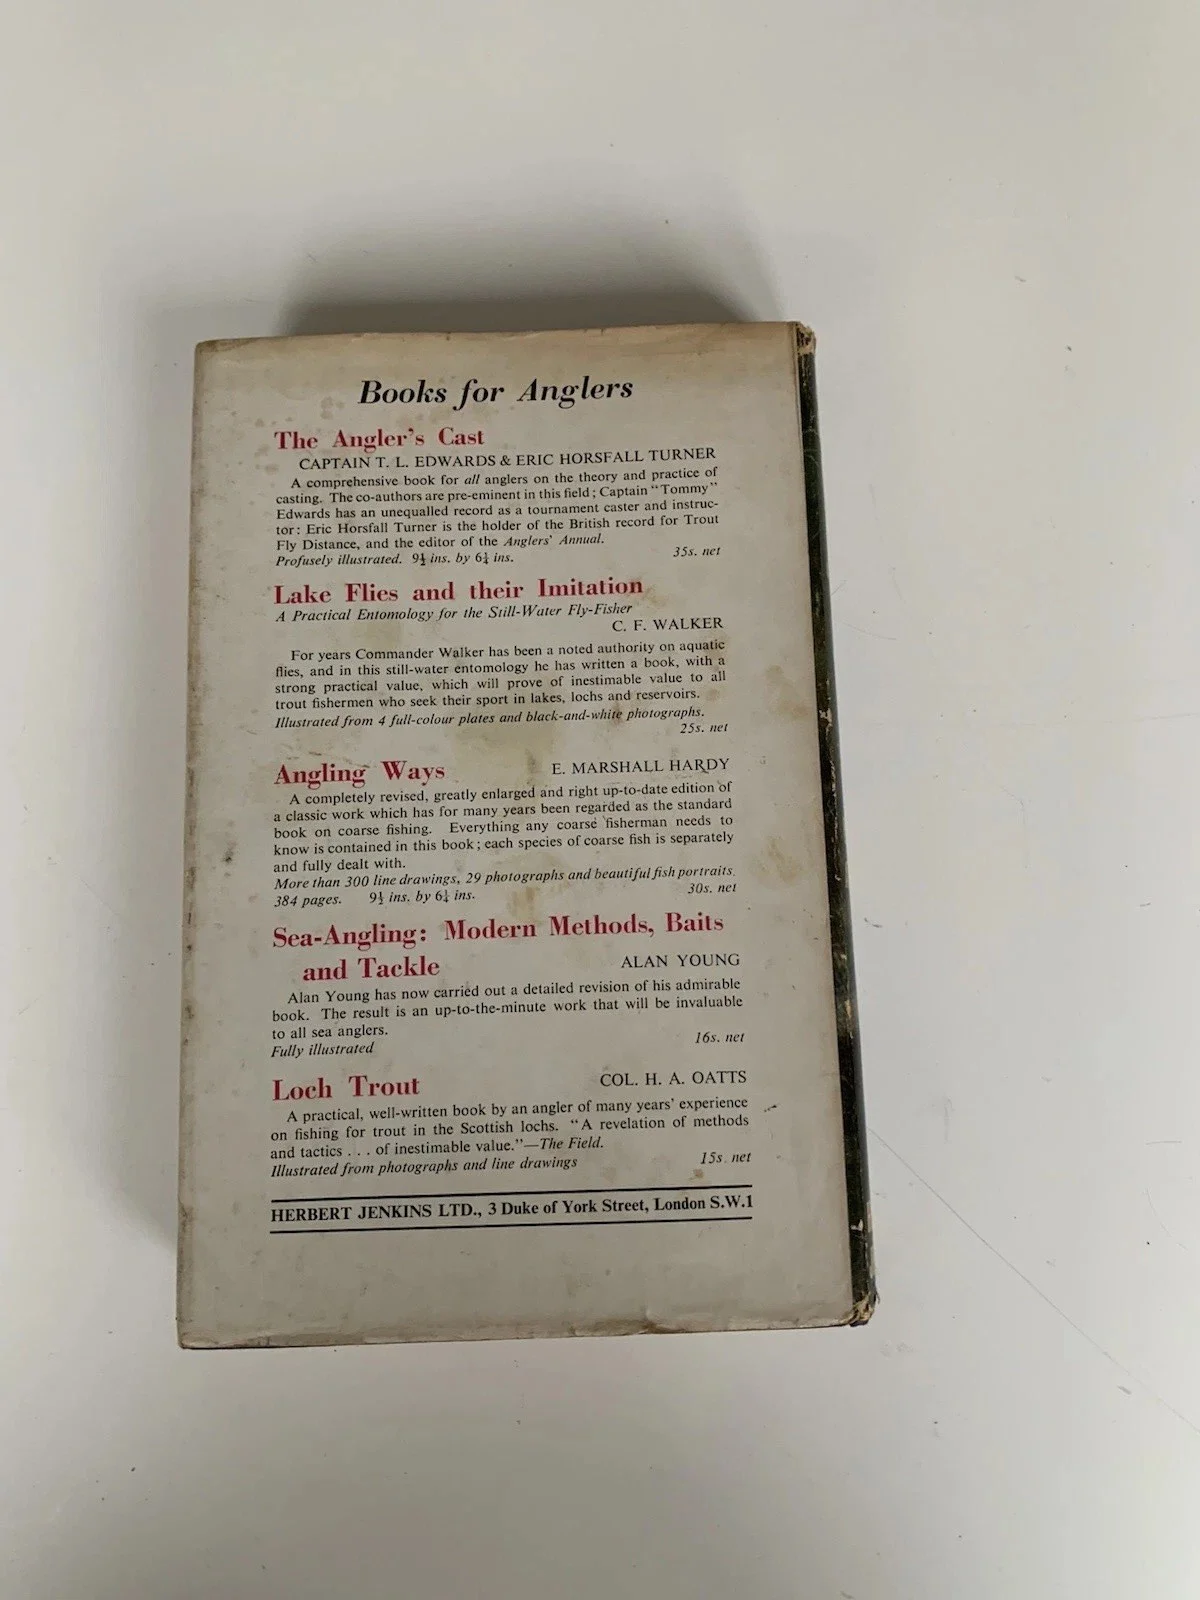 Books for Anglers
The Angler's Cast
CAPTAIN T. L. EDWARDS & ERIC HORSFALL TURNER
A comprehensive book for all anglers on the theory and practice of
casting. The co-authors are pre-eminent in this field; Captain "Tommy"
Edwards has an unequalled record as a tournament caster and instruc-
tor: Eric Horsfall Turner is the holder of the British record for Trout
Fly Distance, and the editor of the Anglers' Annual.
Profusely illustrated. 9½ ins. by 6¼ ins. 35s. net
Lake Flies and their Imitation
A Practical Entomology for the Still-Water Fly-Fisher
C. F. WALKER
For years Commander Walker has been a noted authority on aquatic
flies, and in this still-water entomology he has written a book, with a
strong practical value, which will prove of inestimable value to all
trout fishermen who seek their sport in lakes, lochs and reservoirs.
Illustrated from 4 full-colour plates and black-and-white photographs.
25s. net
Angling Ways E. MARSHALL HARDY
A completely revised, greatly enlarged and right up-to-date edition of
a classic work which has for many years been regarded as the standard
book on coarse fishing. Everything any coarse fisherman needs to
know is contained in this book; each species of coarse fish is separately
and fully dealt with.
More than 300 line drawings, 29 photographs and beautiful fish portraits.
384 pages. 9½ ins. by 6¼ ins. 30s. net
Sea-Angling: Modern Methods, Baits
and Tackle ALAN YOUNG
Alan Young has now carried out a detailed revision of his admirable
book. The result is an up-to-the-minute work that will be invaluable
to all sea anglers.
Fully illustrated 16s. net
Loch Trout COL. H. A. OATTS
A practical, well-written book by an angler of many years' experience
on fishing for trout in the Scottish lochs. "A revelation of methods
and tactics . . . of inestimable value."—The Field.
Illustrated from photographs and line drawings 15s. net
HERBERT JENKINS LTD., 3 Duke of York Street, London S.W.1